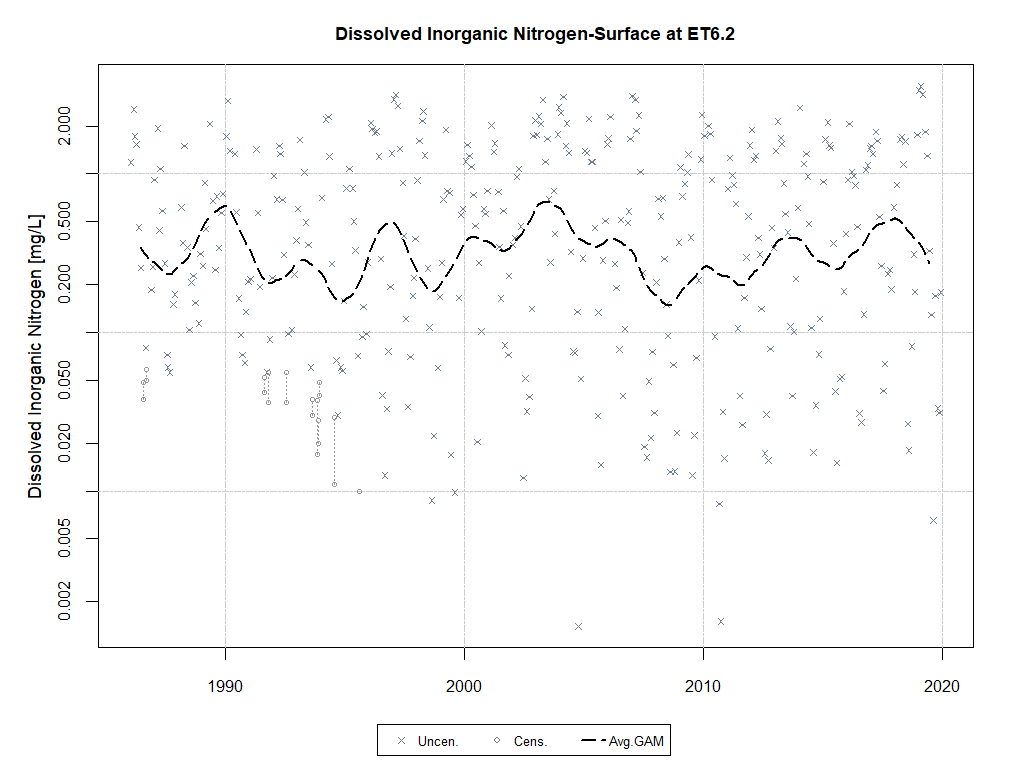 Dissolved Inorganic Nitrogen-Surface at ET6.2
Dissolved Inorganic Nitrogen [mg/L]
2.000
0.500
0.200
0.050
0.020
0.005
0.002
1990 2000 2010 2020
Uncen. Cens. Avg.GAM